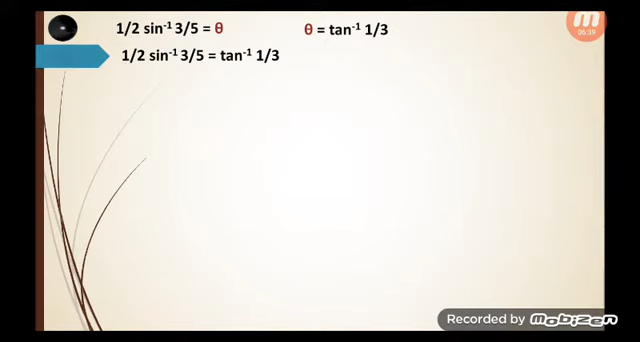 1/2 sin⁻¹ 3/5 = θ θ = tan⁻¹ 1/3
1/2 sin⁻¹ 3/5 = tan⁻¹ 1/3
06:39
Recorded by Mobizen